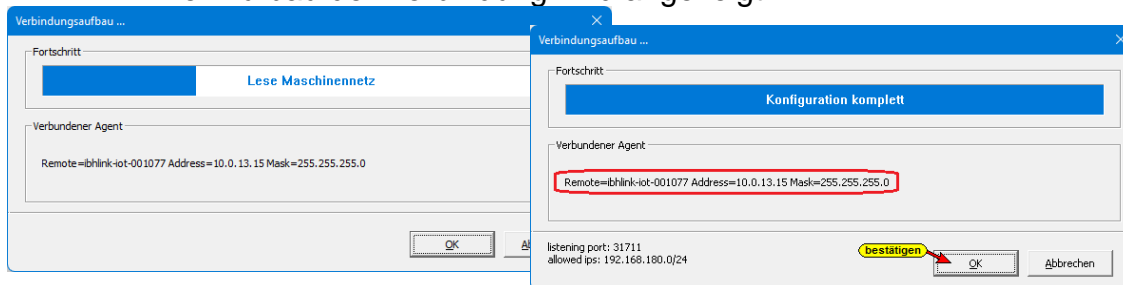 Verbindungsaufbau ...
Fortschritt
Lese Maschinennetz
Verbundener Agent
Remote=ibhlink-iot-001077 Address=10.0.13.15 Mask=255.255.255.0
OK
Verbindungsaufbau ...
Fortschritt
Konfiguration komplett
Verbundener Agent
Remote=ibhlink-iot-001077 Address=10.0.13.15 Mask=255.255.255.0
listening port: 31711
allowed ips: 192.168.180.0/24
bestätigen
OK
Abbrechen